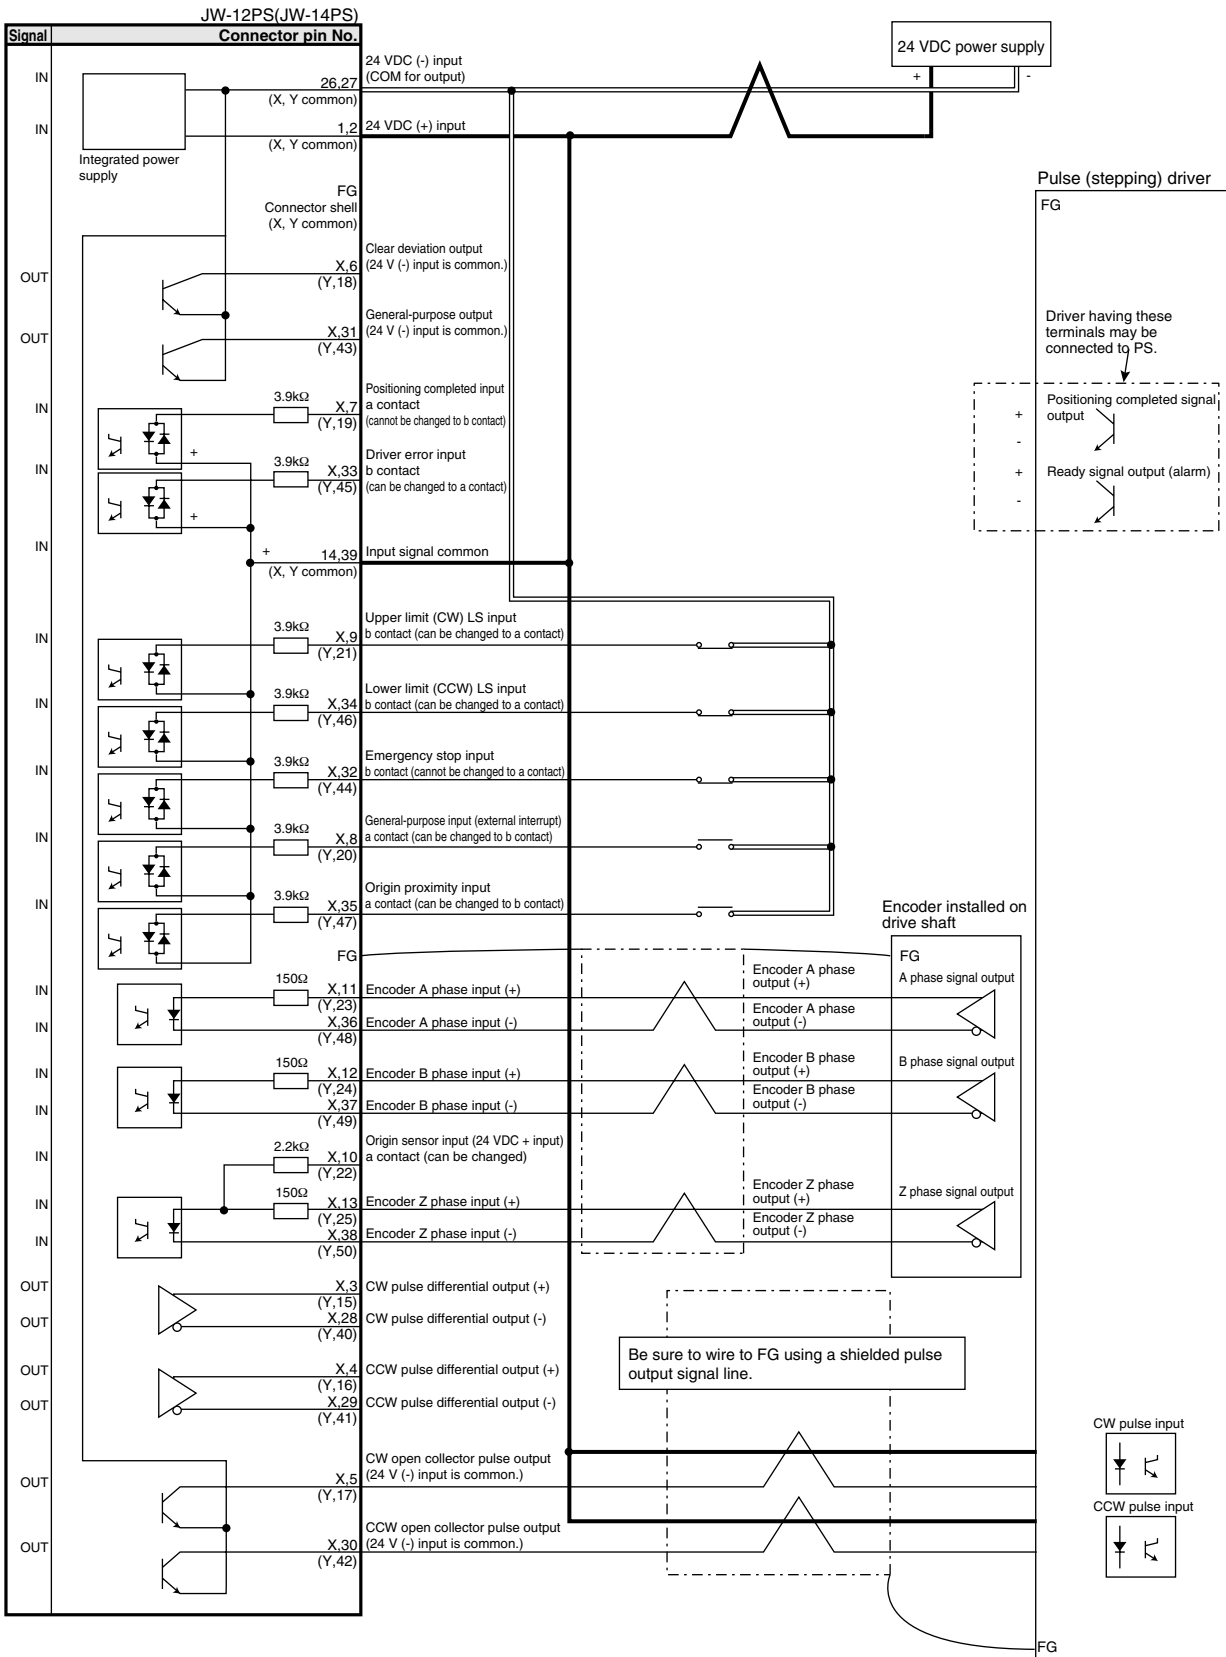 JW-12PS(JW-14PS)
Signal
Connector pin No.
24 VDC power supply
+
-
IN
26,27
(X, Y common)
24 VDC (-) input
(COM for output)
IN
1,2
(X, Y common)
24 VDC (+) input
Integrated power
supply
FG
Connector shell
(X, Y common)
Pulse (stepping) driver
FG
OUT
X,6
(Y,18)
Clear deviation output
(24 V (-) input is common.)
OUT
X,31
(Y,43)
General-purpose output
(24 V (-) input is common.)
Driver having these
terminals may be
connected to PS.
IN
3.9kΩ
X,7
(Y,19)
Positioning completed input
a contact
(cannot be changed to b contact)
+
Positioning completed signal
output
+
-
IN
3.9kΩ
X,33
(Y,45)
Driver error input
b contact
(can be changed to a contact)
+
Ready signal output (alarm)
+
-
IN
+
14,39
(X, Y common)
Input signal common
IN
3.9kΩ
X,9
(Y,21)
Upper limit (CW) LS input
b contact (can be changed to a contact)
IN
3.9kΩ
X,34
(Y,46)
Lower limit (CCW) LS input
b contact (can be changed to a contact)
IN
3.9kΩ
X,32
(Y,44)
Emergency stop input
b contact (cannot be changed to a contact)
IN
3.9kΩ
X,8
(Y,20)
General-purpose input (external interrupt)
a contact (can be changed to b contact)
IN
3.9kΩ
X,35
(Y,47)
Origin proximity input
a contact (can be changed to b contact)
Encoder installed on
drive shaft
FG
FG
IN
150Ω
X,11
(Y,23)
Encoder A phase input (+)
Encoder A phase
output (+)
A phase signal output
IN
X,36
(Y,48)
Encoder A phase input (-)
Encoder A phase
output (-)
IN
150Ω
X,12
(Y,24)
Encoder B phase input (+)
Encoder B phase
output (+)
B phase signal output
IN
X,37
(Y,49)
Encoder B phase input (-)
Encoder B phase
output (-)
IN
2.2kΩ
X,10
(Y,22)
Origin sensor input (24 VDC + input)
a contact (can be changed)
IN
150Ω
X,13
(Y,25)
Encoder Z phase input (+)
Encoder Z phase
output (+)
Z phase signal output
IN
X,38
(Y,50)
Encoder Z phase input (-)
Encoder Z phase
output (-)
OUT
X,3
(Y,15)
CW pulse differential output (+)
OUT
X,28
(Y,40)
CW pulse differential output (-)
Be sure to wire to FG using a shielded pulse
output signal line.
OUT
X,4
(Y,16)
CCW pulse differential output (+)
OUT
X,29
(Y,41)
CCW pulse differential output (-)
OUT
X,5
(Y,17)
CW open collector pulse output
(24 V (-) input is common.)
CW pulse input
OUT
X,30
(Y,42)
CCW open collector pulse output
(24 V (-) input is common.)
CCW pulse input
FG